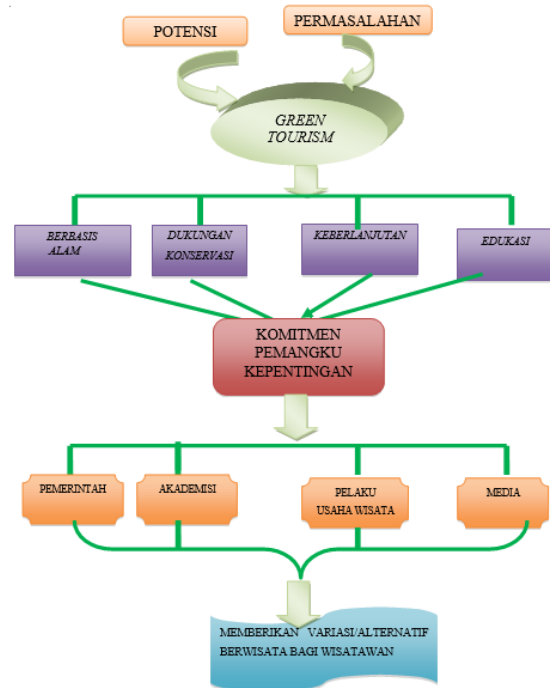 POTENSI
PERMASALAHAN
GREEN
TOURISM
BERBASIS
ALAM
DUKUNGAN
KONSERVASI
KEBERLANJUTAN
EDUKASI
KOMITMEN
PEMANGKU
KEPENTINGAN
PEMERINTAH
AKADEMISI
PELAKU
USAHA WISATA
MEDIA
MEMBERIKAN VARIASI/ALTERNATIF
BERWISATA BAGI WISATAWAN